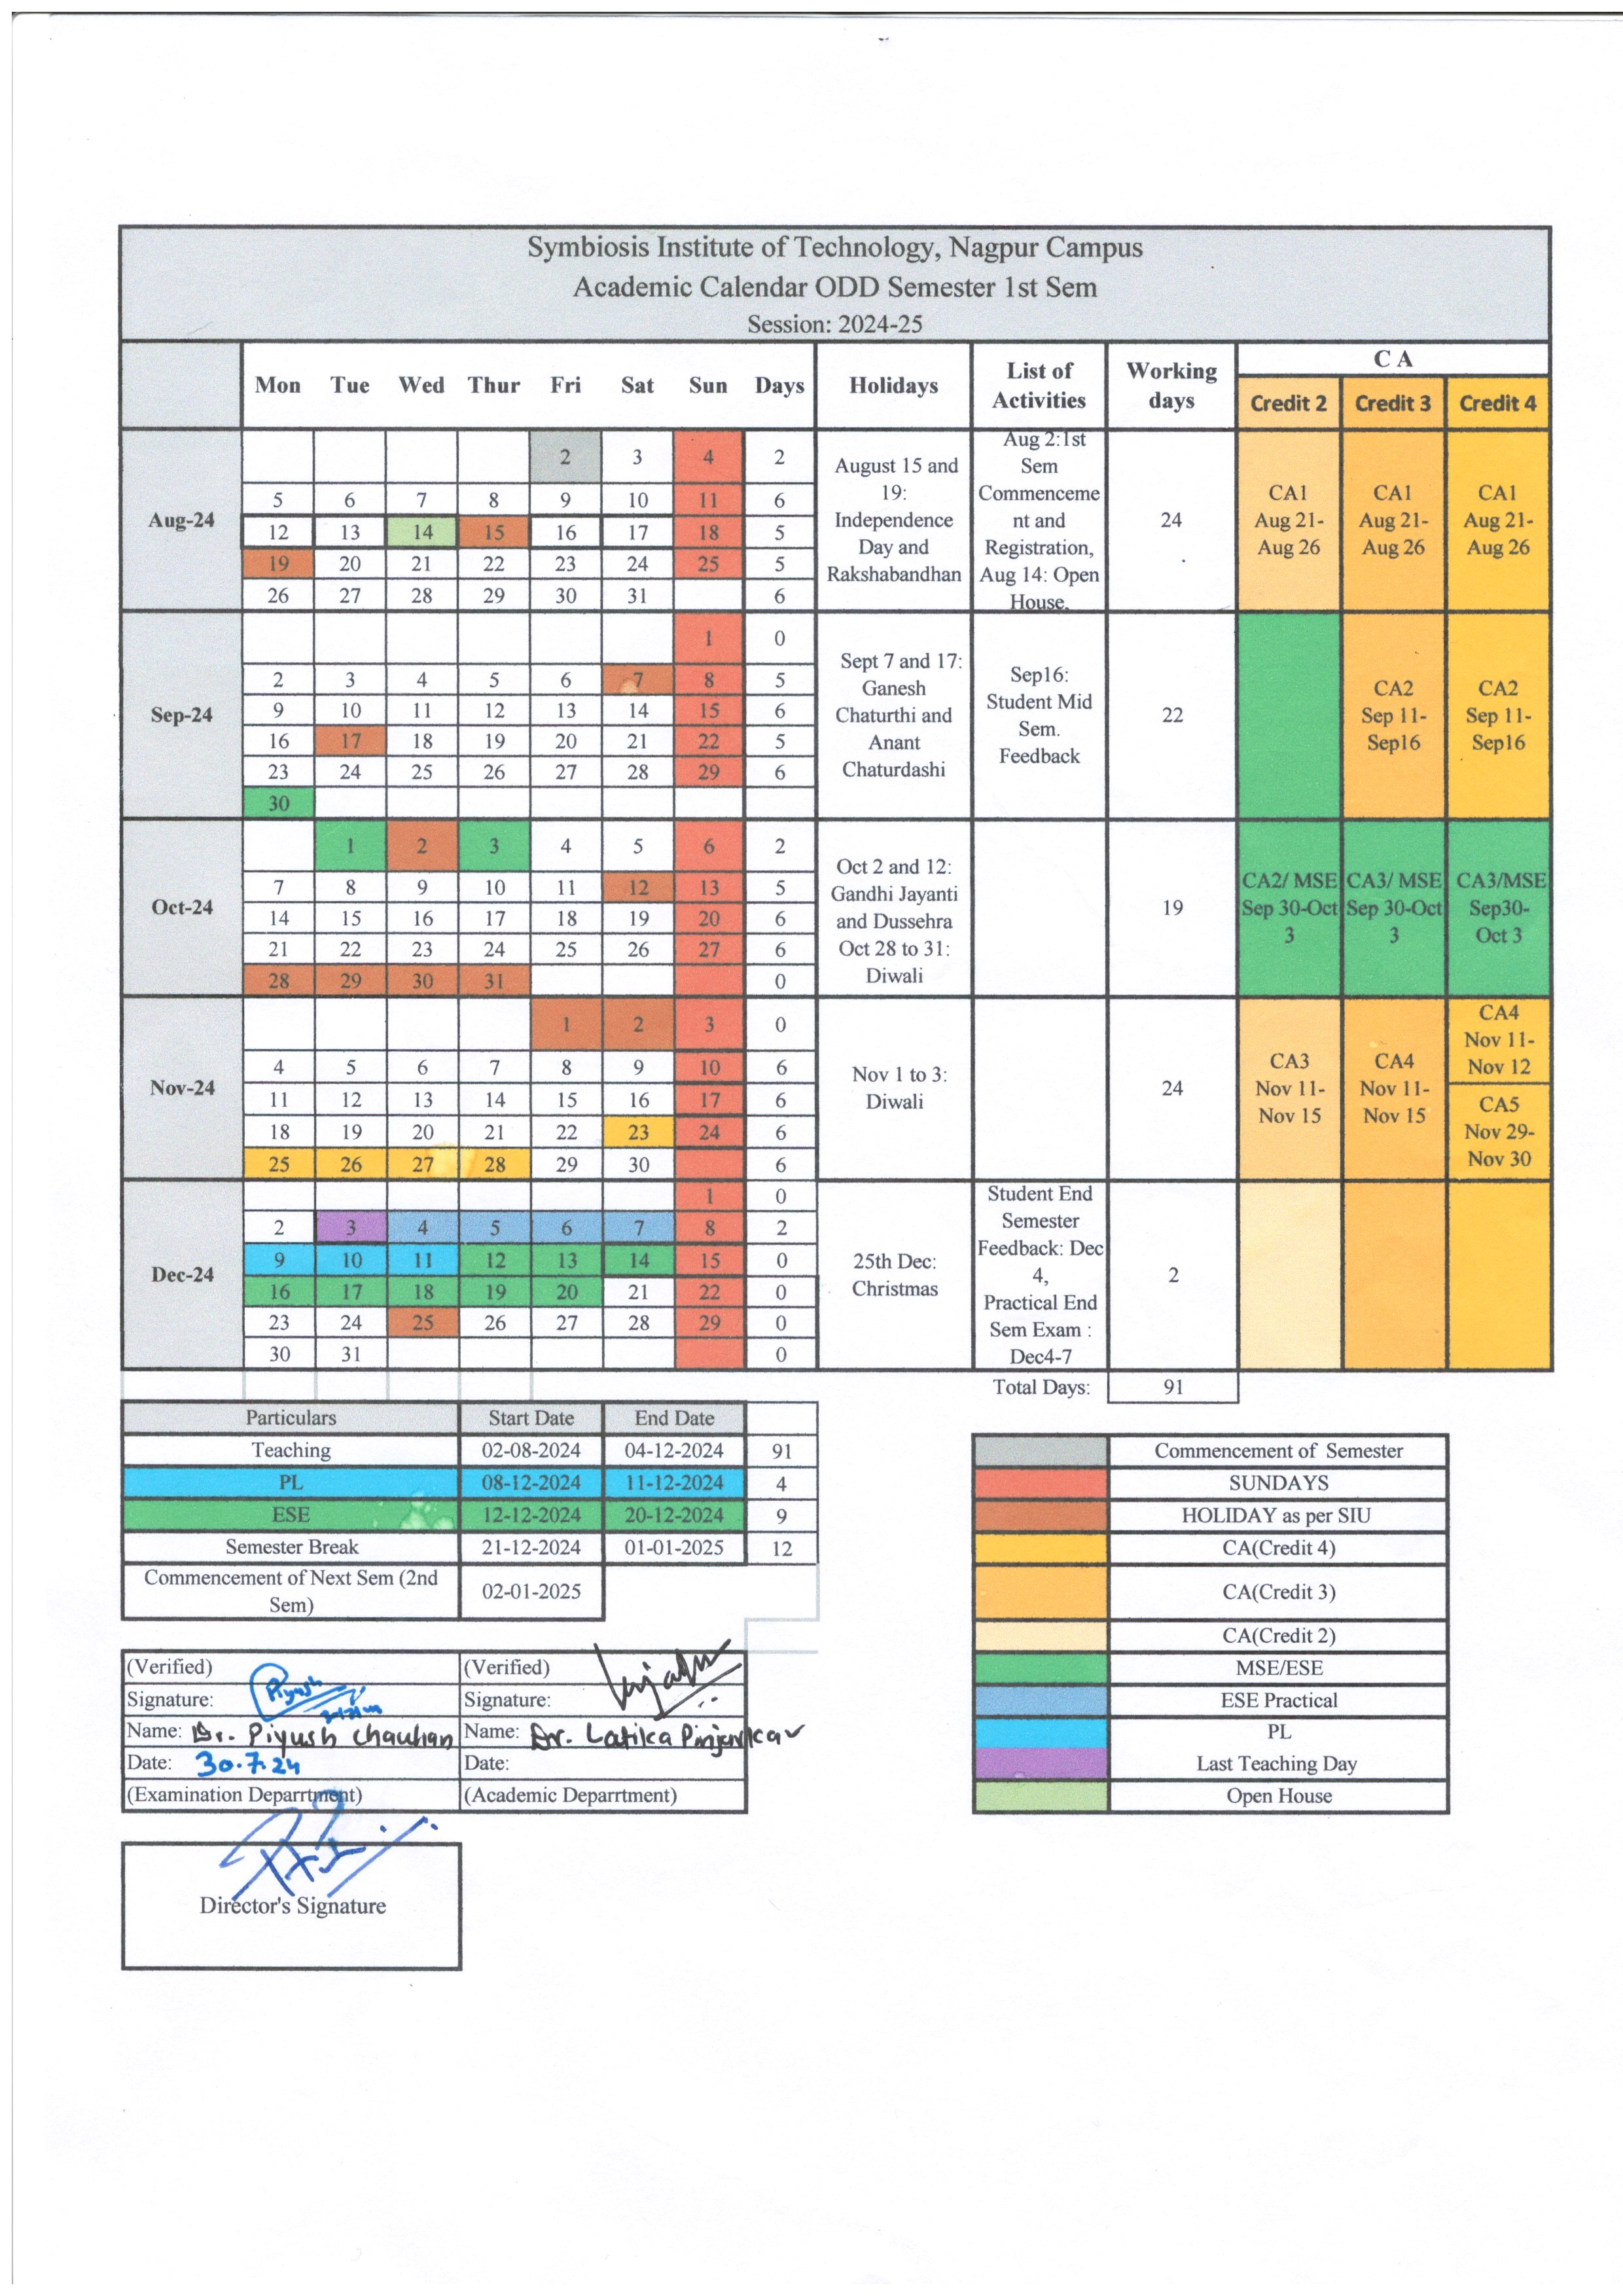 Symbiosis Institute of Technology, Nagpur Campus
Academic Calendar ODD Semester 1st Sem
Session: 2024-25
Mon Tue Wed Thur Fri Sat Sun Days Holidays List of Activities Working days C A
Credit 2 Credit 3 Credit 4
Aug-24
2 3 4 2
5 6 7 8 9 10 11 6
12 13 14 15 16 17 18 5
19 20 21 22 23 24 25 5
26 27 28 29 30 31 6
August 15 and
19:
Independence
Day and
Rakshabandhan
Aug 2:1st
Sem
Commenceme
nt and
Registration,
Aug 14: Open
House.
24
CA1
Aug 21-
Aug 26
CA1
Aug 21-
Aug 26
CA1
Aug 21-
Aug 26
Sep-24
1 0
2 3 4 5 6 7 8 5
9 10 11 12 13 14 15 6
16 17 18 19 20 21 22 5
23 24 25 26 27 28 29 6
30
Sept 7 and 17:
Ganesh
Chaturthi and
Anant
Chaturdashi
Sep16:
Student Mid
Sem.
Feedback
22
CA2
Sep 11-
Sep16
CA2
Sep 11-
Sep16
Oct-24
1 2 3 4 5 6 2
7 8 9 10 11 12 13 5
14 15 16 17 18 19 20 6
21 22 23 24 25 26 27 6
28 29 30 31 0
Oct 2 and 12:
Gandhi Jayanti
and Dussehra
Oct 28 to 31:
Diwali
19
CA2/ MSE
Sep 30-Oct
3
CA3/ MSE
Sep 30-Oct
3
CA3/MSE
Sep30-
Oct 3
Nov-24
1 2 3 0
4 5 6 7 8 9 10 6
11 12 13 14 15 16 17 6
18 19 20 21 22 23 24 6
25 26 27 28 29 30 6
Nov 1 to 3:
Diwali
24
CA3
Nov 11-
Nov 15
CA4
Nov 11-
Nov 15
CA4
Nov 11-
Nov 12
CA5
Nov 29-
Nov 30
Dec-24
1 0
2 3 4 5 6 7 8 2
9 10 11 12 13 14 15 0
16 17 18 19 20 21 22 0
23 24 25 26 27 28 29 0
30 31 0
25th Dec:
Christmas
Student End
Semester
Feedback: Dec
4,
Practical End
Sem Exam :
Dec4-7
2
Total Days: 91
Particulars Start Date End Date
Teaching 02-08-2024 04-12-2024 91
PL 08-12-2024 11-12-2024 4
ESE 12-12-2024 20-12-2024 9
Semester Break 21-12-2024 01-01-2025 12
Commencement of Next Sem (2nd
Sem) 02-01-2025
Commencement of Semester
SUNDAYS
HOLIDAY as per SIU
CA(Credit 4)
CA(Credit 3)
CA(Credit 2)
MSE/ESE
ESE Practical
PL
Last Teaching Day
Open House
(Verified) (Verified)
Signature: Piyush Signature:
Name: Dr. Piyush Chauhan Name: Dr. Latika Pinjarkar
Date: 30.7.24 Date:
(Examination Deparrtment) (Academic Deparrtment)
Director's Signature